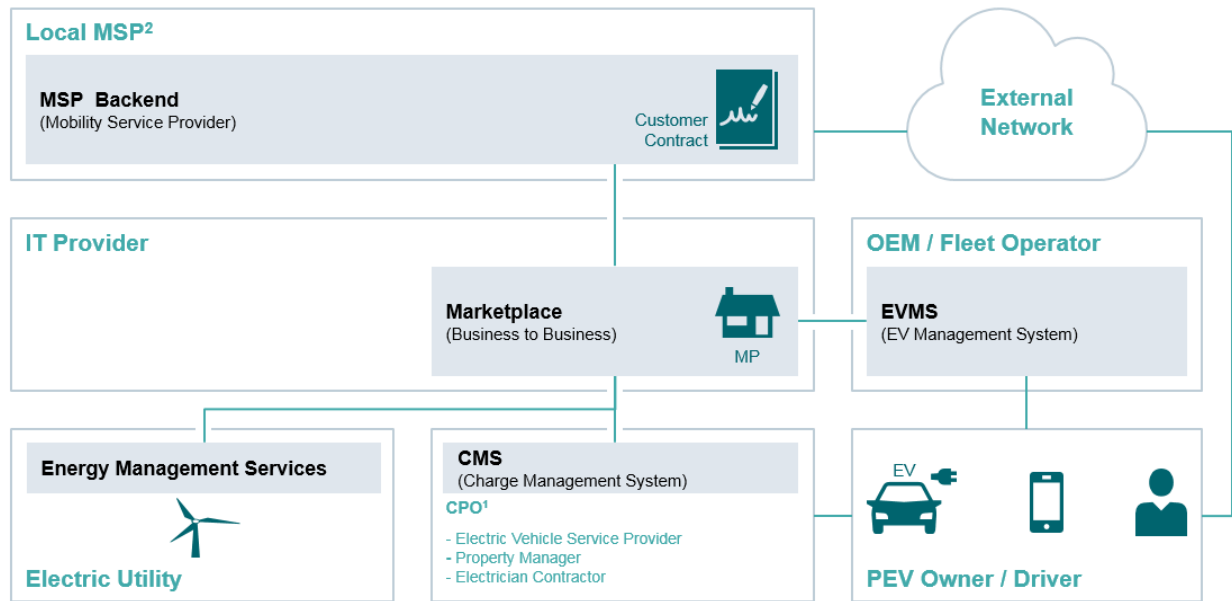 Local MSP²
MSP  Backend
(Mobility Service Provider)
Customer
Contract
External
Network
IT Provider
Marketplace
(Business to Business)
MP
OEM / Fleet Operator
EVMS
(EV Management System)
Energy Management Services
Electric Utility
CMS
(Charge Management System)
CPO¹
- Electric Vehicle Service Provider
- Property Manager
- Electrician Contractor
EV
PEV Owner / Driver